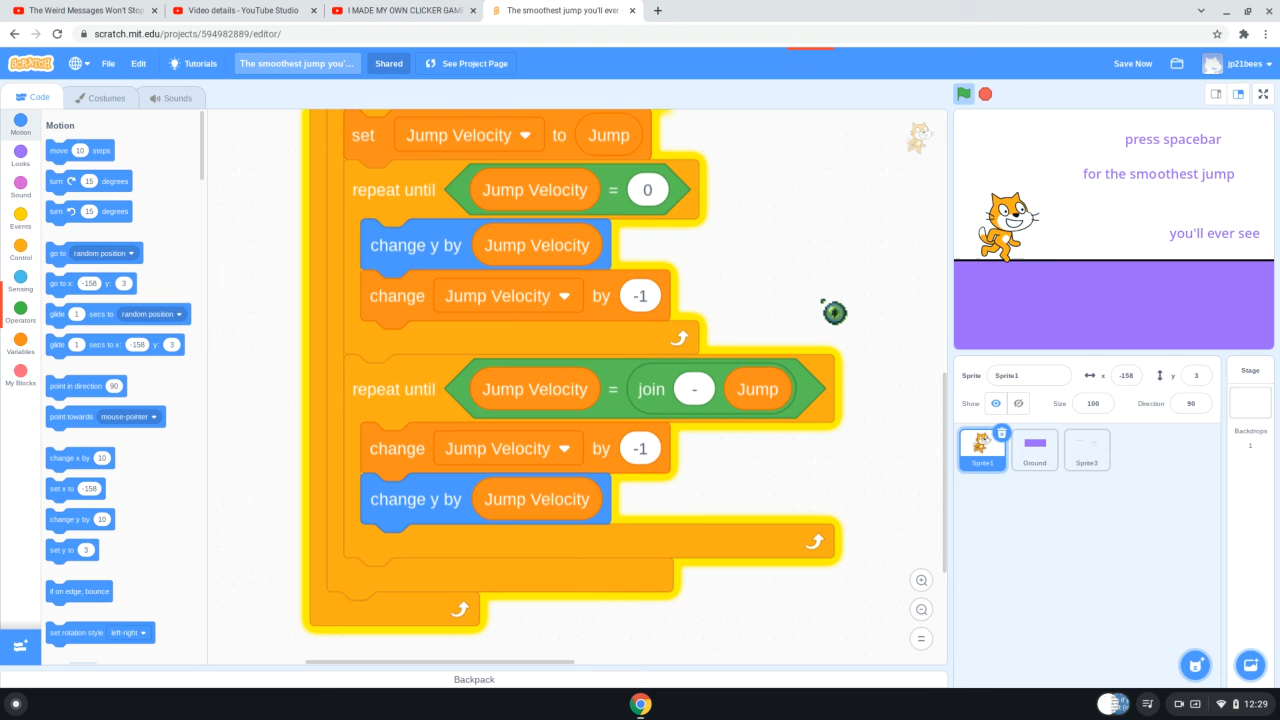 The Weird Messages Won't Stop
Video details - YouTube Studio
I MADE MY OWN CLICKER GAM
The smoothest jump you'll ever
scratch.mit.edu/projects/594982889/editor/
SCRATCH
File
Edit
Tutorials
The smoothest jump you'...
Shared
See Project Page
Save Now
jp21bees
Code
Costumes
Sounds
Motion
Looks
Sound
Events
Control
Sensing
Operators
Variables
My Blocks
Motion
move 10 steps
turn 15 degrees
turn 15 degrees
go to random position
go to x: -158 y: 3
glide 1 secs to random position
glide 1 secs to x: -158 y: 3
point in direction 90
point towards mouse-pointer
change x by 10
set x to -158
change y by 10
set y to 3
if on edge, bounce
set rotation style left-right
set Jump Velocity to Jump
repeat until Jump Velocity = 0
change y by Jump Velocity
change Jump Velocity by -1
repeat until Jump Velocity = join - Jump
change Jump Velocity by -1
change y by Jump Velocity
Backpack
press spacebar
for the smoothest jump
you'll ever see
Sprite Sprite1 x -158 y 3
Show Size 100 Direction 90
Sprite1
Ground
Sprite3
Stage
Backdrops
1
12:29